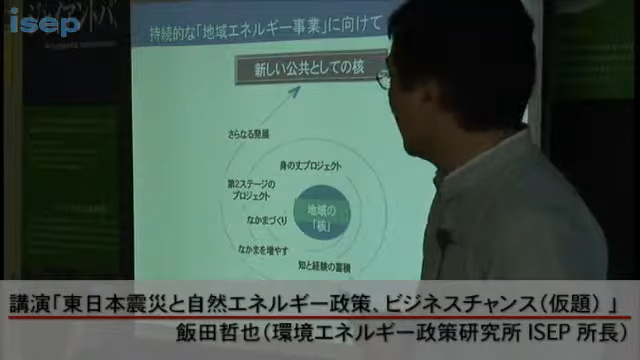 isep
持続的な「地域エネルギー事業」に向けて
新しい公共としての核
さらなる発展
身の丈プロジェクト
第2ステージの
プロジェクト
地域の
「核」
なかまづくり
なかまを増やす
知と経験の蓄積
講演「東日本震災と自然エネルギー政策、ビジネスチャンス（仮題）」
飯田哲也（環境エネルギー政策研究所 ISEP 所長）